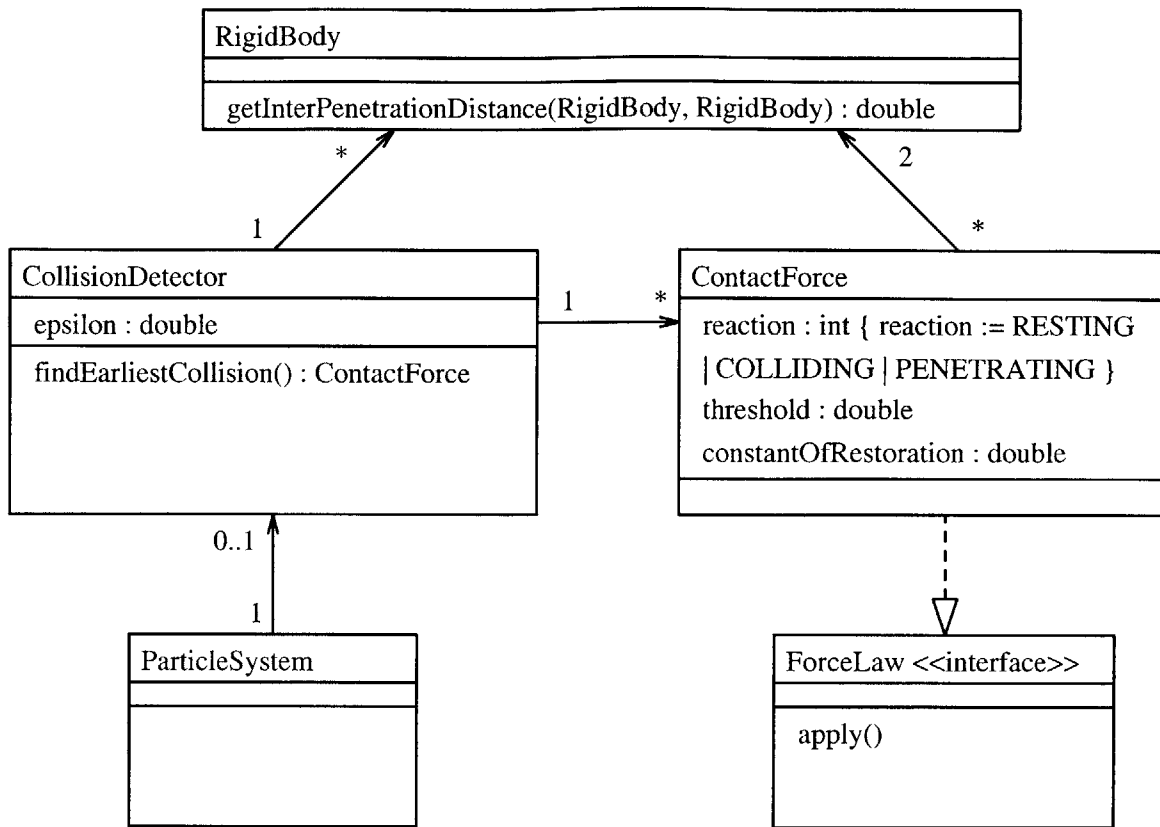 RigidBody
getInterPenetrationDistance(RigidBody, RigidBody) : double
*
2
1
*
CollisionDetector
epsilon : double
findEarliestCollision() : ContactForce
1
*
ContactForce
reaction : int { reaction := RESTING
| COLLIDING | PENETRATING }
threshold : double
constantOfRestoration : double
0..1
1
ParticleSystem
ForceLaw <<interface>>
apply()